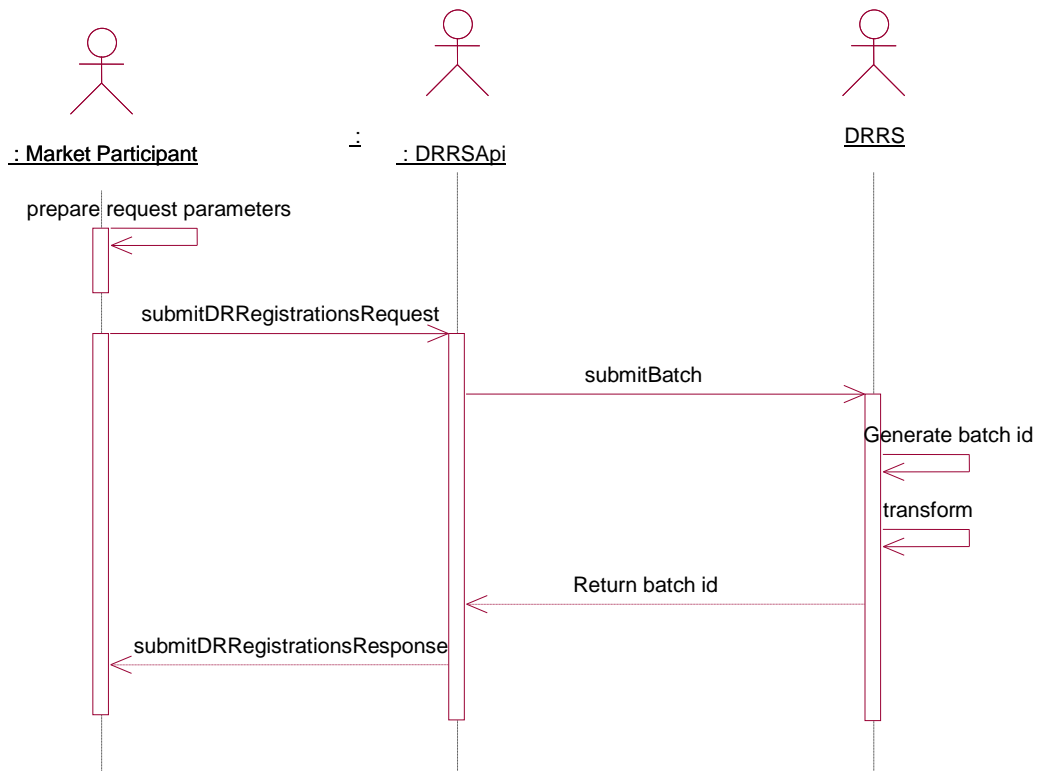 : Market Participant
:
: DRRSApi
DRRS
prepare request parameters
submitDRRegistrationsRequest
submitBatch
Generate batch id
transform
Return batch id
submitDRRegistrationsResponse